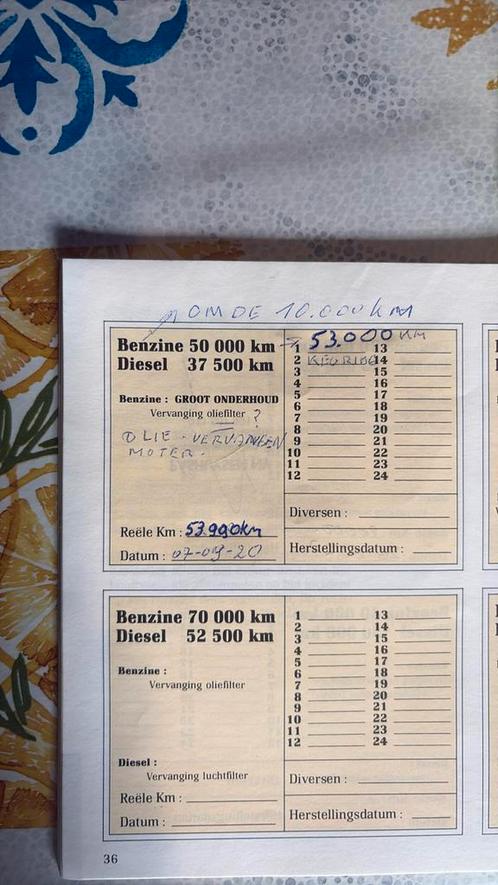 OM DE 10.000 km
Benzine 50 000 km → 53.000 KM
Diesel 37 500 km
Benzine : GROOT ONDERHOUD
Vervanging oliefilter ?
OLIE - VERVANGEN
MOTER.
Reële Km : 53.990km
Datum : 07-09-20
1 13
2 KEURING 14
3 15
4 16
5 17
6 18
7 19
8 20
9 21
10 22
11 23
12 24
Diversen :
Herstellingsdatum :
Benzine 70 000 km
Diesel 52 500 km
Benzine :
Vervanging oliefilter
Diesel :
Vervanging luchtfilter
Reële Km :
Datum :
1 13
2 14
3 15
4 16
5 17
6 18
7 19
8 20
9 21
10 22
11 23
12 24
Diversen :
Herstellingsdatum :
36